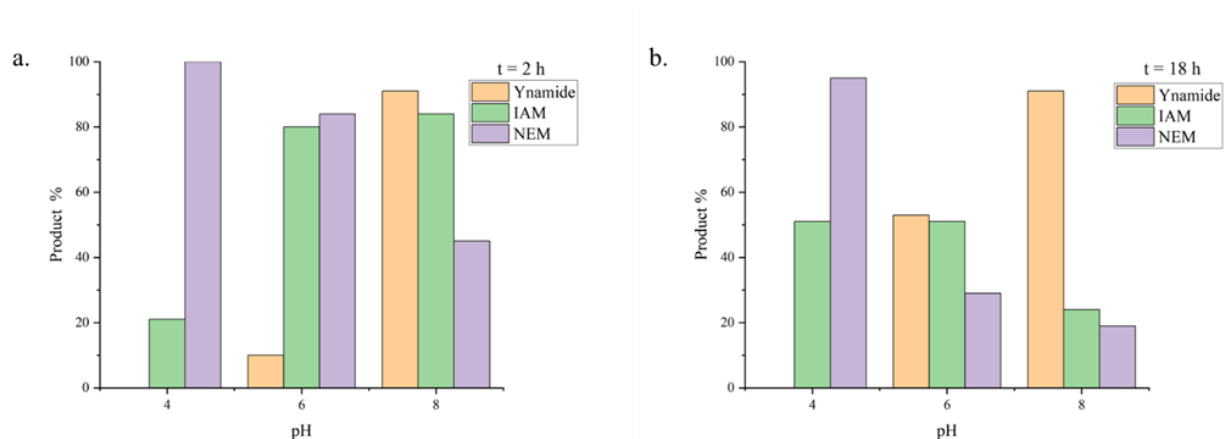 a.
t = 2 h
Ynamide
IAM
NEM
100
80
60
40
20
0
Product %
4 6 8
pH
b.
t = 18 h
Ynamide
IAM
NEM
100
80
60
40
20
0
Product %
4 6 8
pH